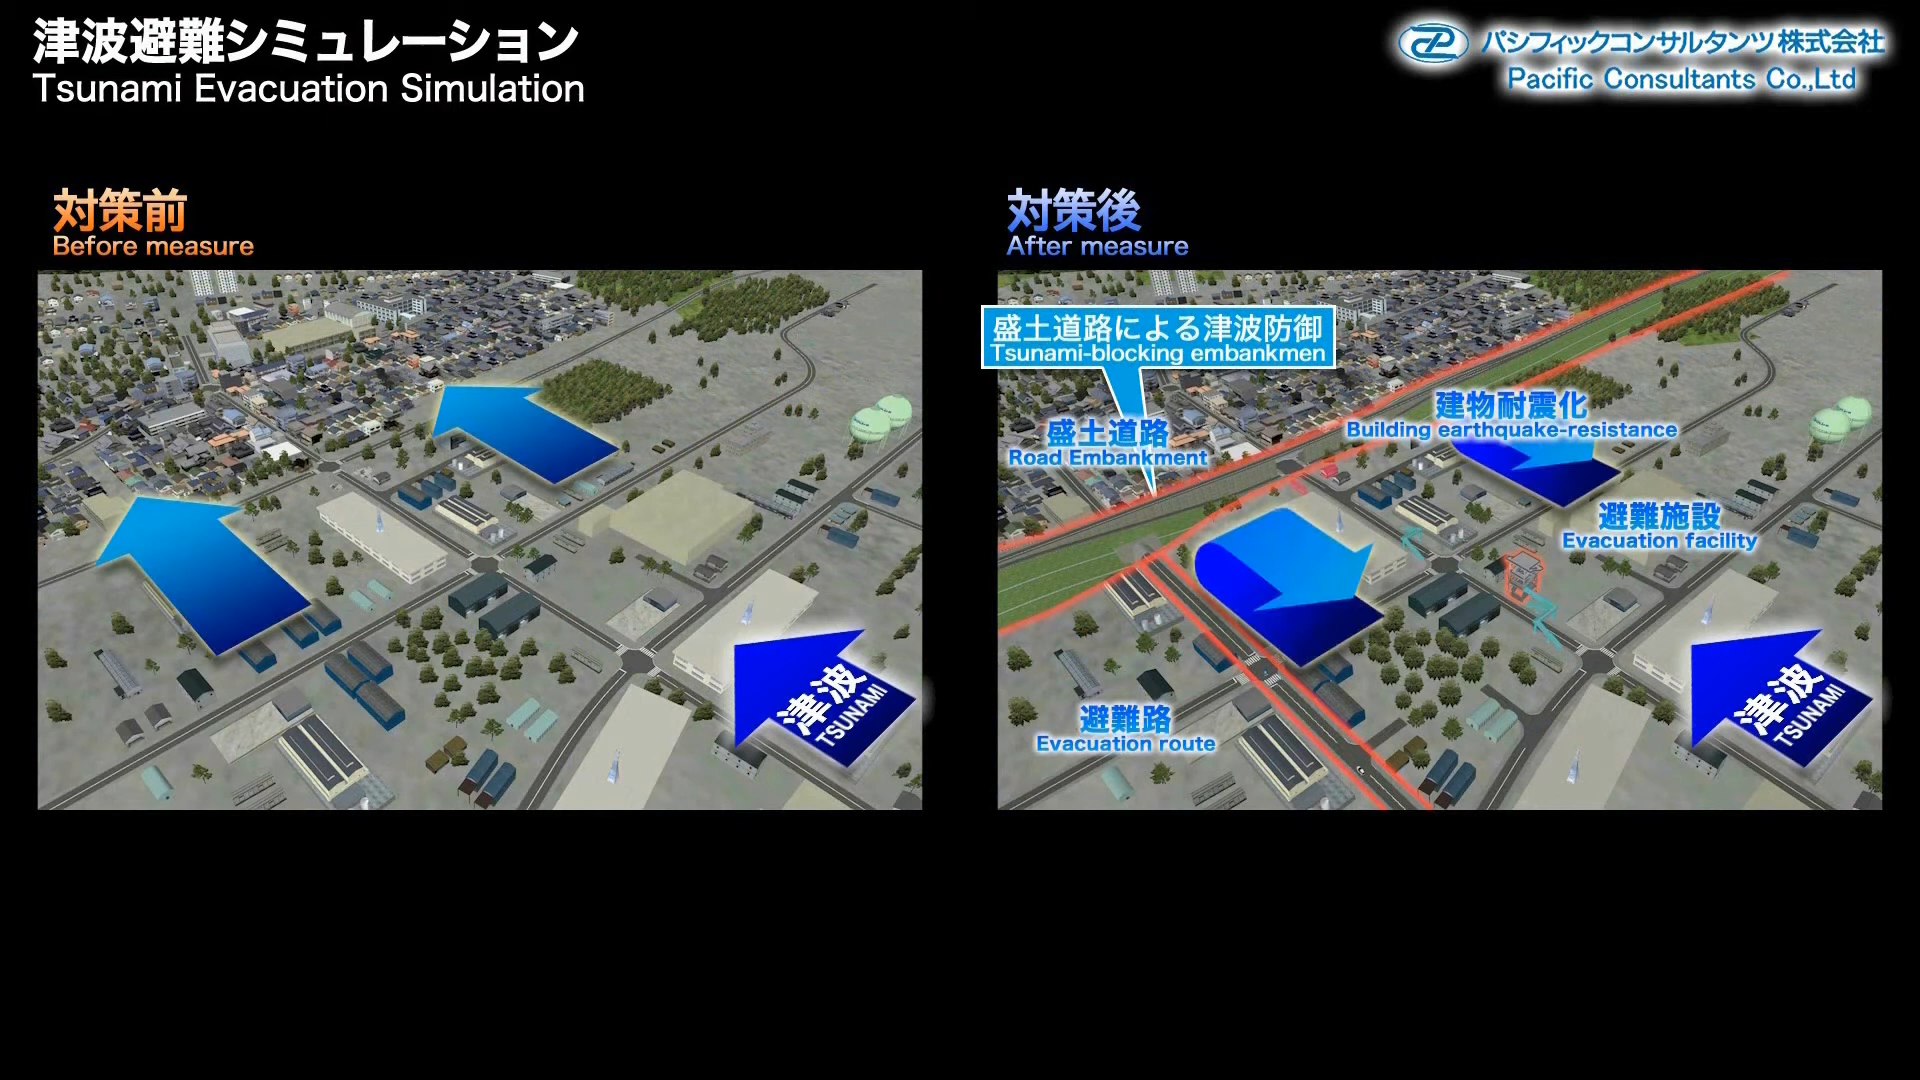 津波避難シミュレーション
Tsunami Evacuation Simulation
パシフィックコンサルタンツ株式会社
Pacific Consultants Co.,Ltd
対策前
Before measure
津波
TSUNAMI
対策後
After measure
盛土道路による津波防御
Tsunami-blocking embankmen
盛土道路
Road Embankment
建物耐震化
Building earthquake-resistance
避難施設
Evacuation facility
避難路
Evacuation route
津波
TSUNAMI